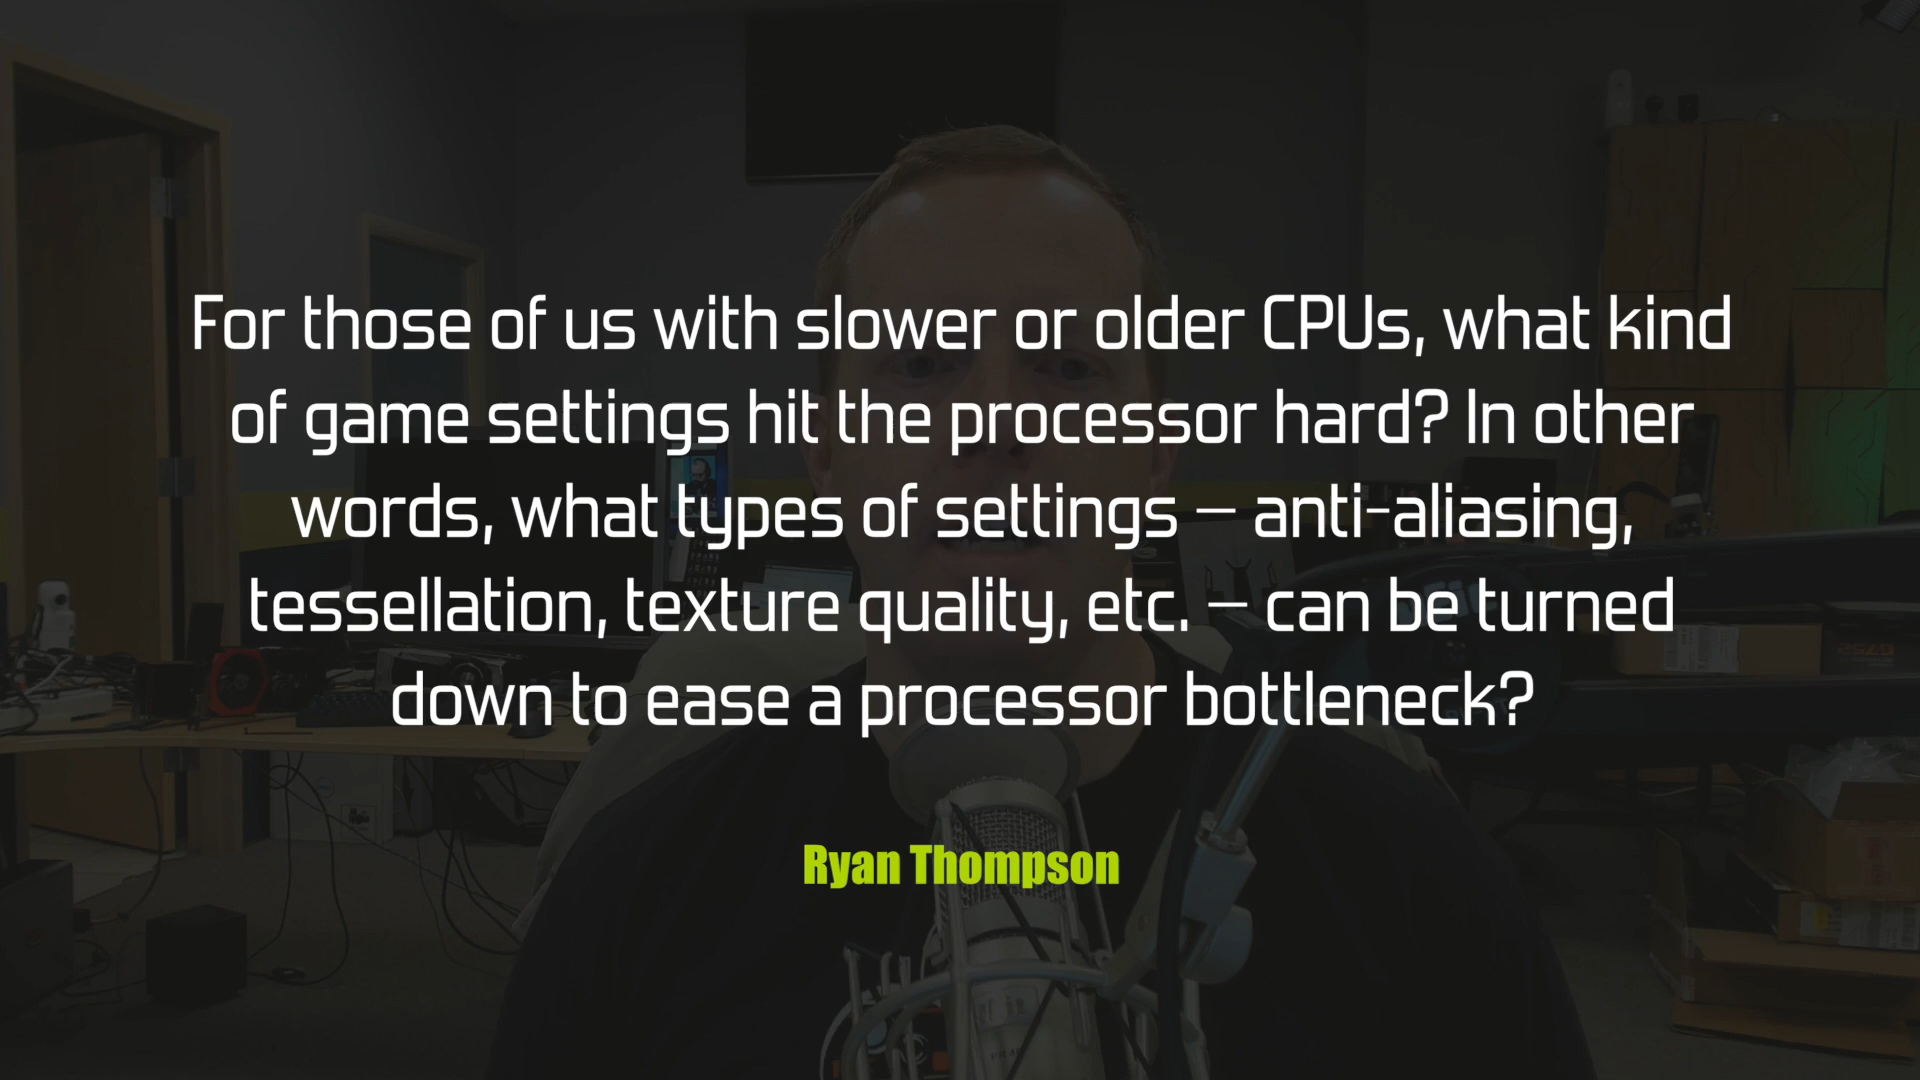 For those of us with slower or older CPUs, what kind
of game settings hit the processor hard? In other
words, what types of settings – anti-aliasing,
tessellation, texture quality, etc. – can be turned
down to ease a processor bottleneck?
Ryan Thompson